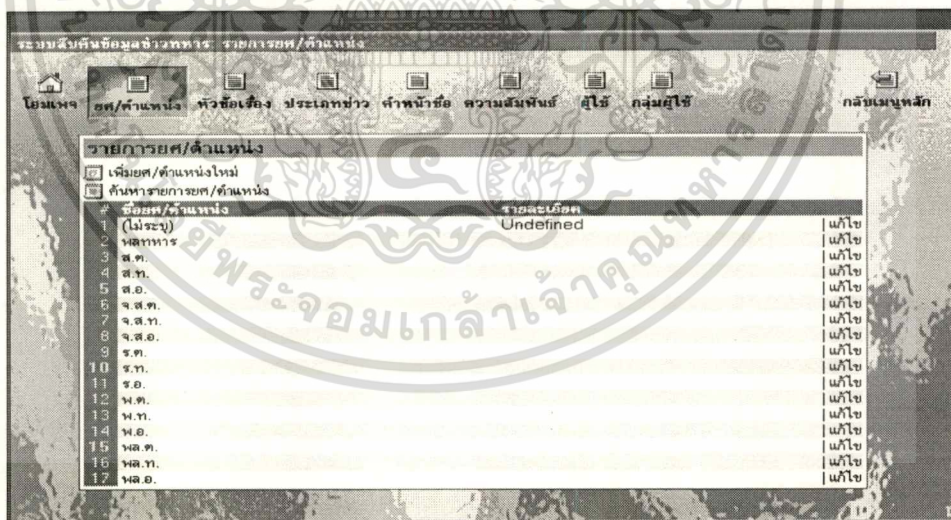 ระบบสืบค้นข้อมูลข่าวทหาร: รายการยศ/ตำแหน่ง
โฮมเพจ ยศ/ตำแหน่ง หัวข้อเรื่อง ประเภทข่าว คำหน้าชื่อ ความสัมพันธ์ ผู้ใช้ กลุ่มผู้ใช้ กลับเมนูหลัก
รายการยศ/ตำแหน่ง
เพิ่มยศ/ตำแหน่งใหม่
ค้นหารายการยศ/ตำแหน่ง
# ชื่อยศ/ตำแหน่ง รายละเอียด
1 (ไม่ระบุ) Undefined | แก้ไข
2 พลทหาร | แก้ไข
3 ส.ต. | แก้ไข
4 ส.ท. | แก้ไข
5 ส.อ. | แก้ไข
6 จ.ส.ต. | แก้ไข
7 จ.ส.ท. | แก้ไข
8 จ.ส.อ. | แก้ไข
9 ร.ต. | แก้ไข
10 ร.ท. | แก้ไข
11 ร.อ. | แก้ไข
12 พ.ต. | แก้ไข
13 พ.ท. | แก้ไข
14 พ.อ. | แก้ไข
15 พล.ต. | แก้ไข
16 พล.ท. | แก้ไข
17 พล.อ. | แก้ไข